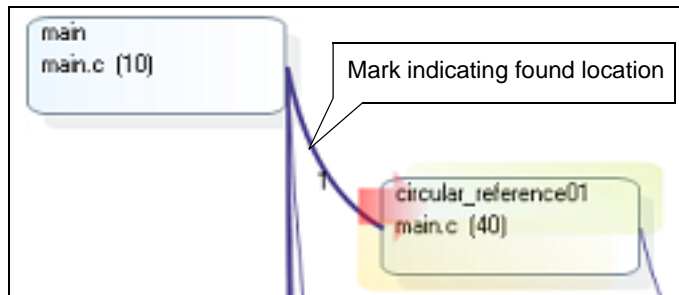 main
main.c (10)
Mark indicating found location
1
circular_reference01
main.c (40)